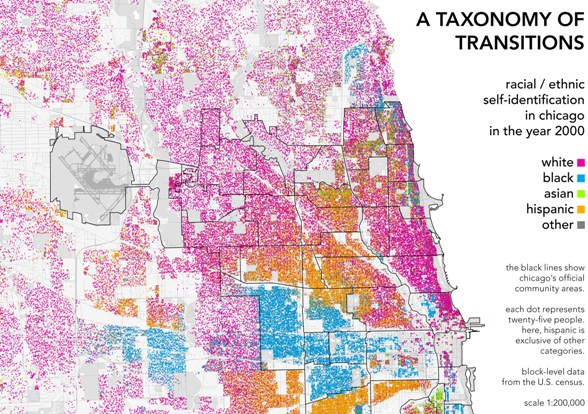 A TAXONOMY OF
TRANSITIONS
racial / ethnic
self-identification
in chicago
in the year 2000
white
black
asian
hispanic
other
the black lines show
chicago's official
community areas.
each dot represents
twenty-five people.
here, hispanic is
exclusive of other
categories.
block-level data
from the U.S. census.
scale 1:200,000